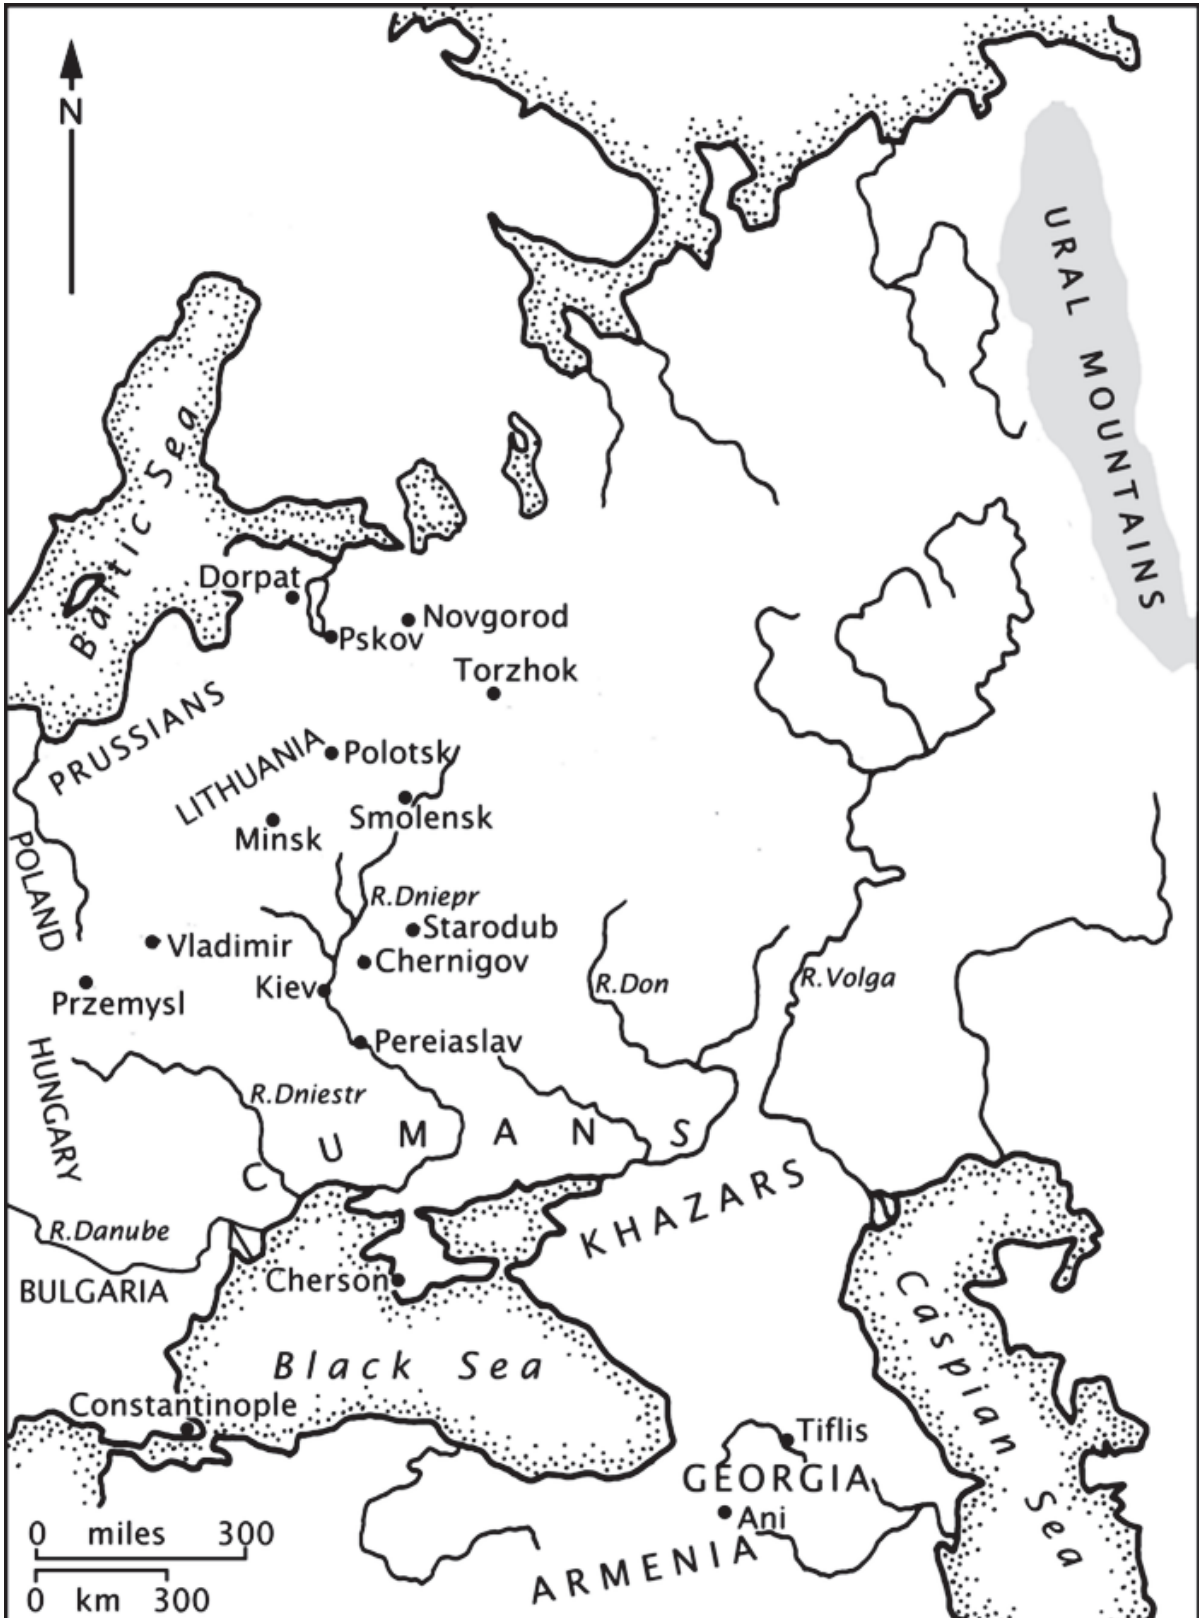 N
URAL MOUNTAINS
Baltic Sea
Dorpat
Novgorod
Pskov
Torzhok
PRUSSIANS
LITHUANIA
Polotsk
Smolensk
Minsk
POLAND
R.Dniepr
Starodub
Vladimir
Chernigov
R.Don
R.Volga
Kiev
Przemysl
Pereiaslav
HUNGARY
R.Dniestr
CUMANS
KHAZARS
R.Danube
BULGARIA
Cherson
Caspian Sea
Black Sea
Constantinople
Tiflis
GEORGIA
Ani
ARMENIA
0 miles 300
0 km 300